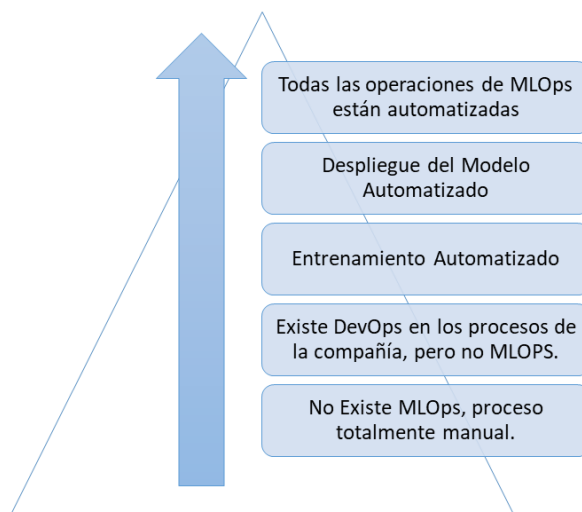 Todas las operaciones de MLOps
están automatizadas
Despliegue del Modelo
Automatizado
Entrenamiento Automatizado
Existe DevOps en los procesos de
la compañía, pero no MLOPS.
No Existe MLOps, proceso
totalmente manual.